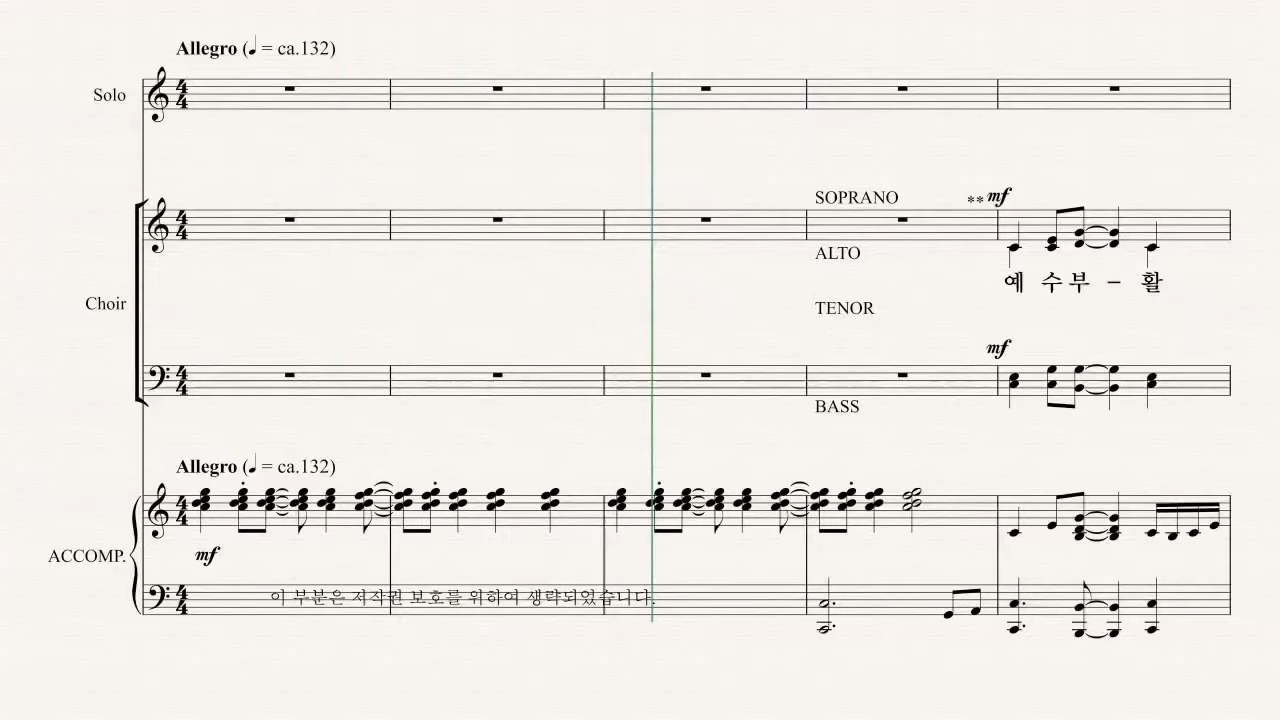 Allegro (♩ = ca.132)
Solo
SOPRANO
** mf
ALTO
예 수 부 – 활
Choir
TENOR
mf
BASS
Allegro (♩ = ca.132)
mf
ACCOMP.
이 부분은 저작권 보호를 위하여 생략되었습니다.